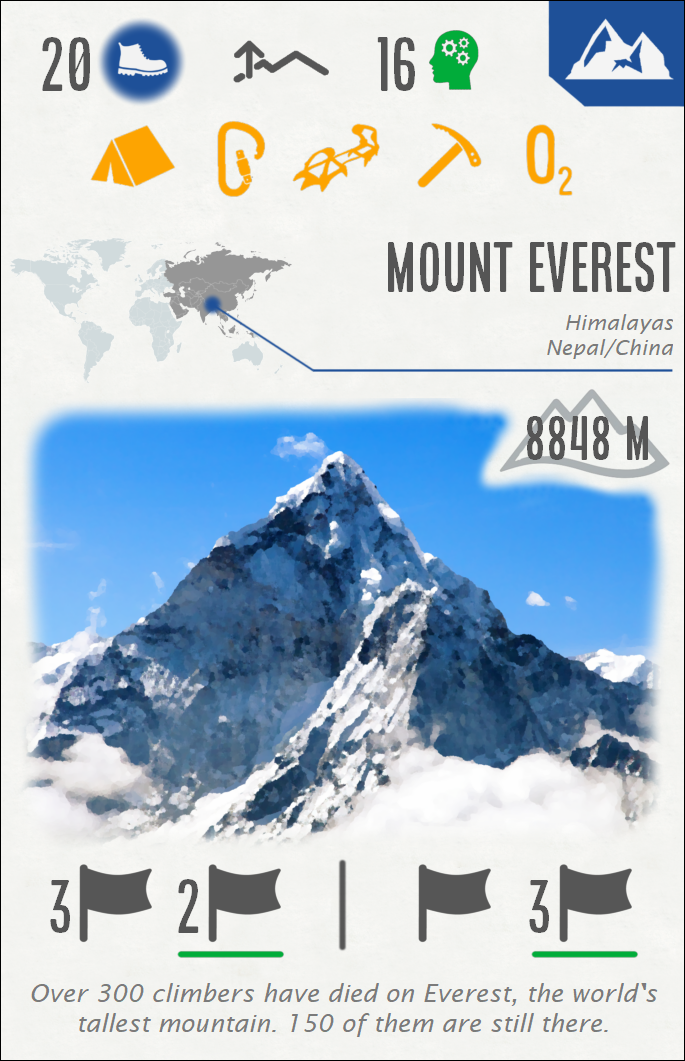 20 16
O2
MOUNT EVEREST
Himalayas
Nepal/China
8848 M
3 2 3
Over 300 climbers have died on Everest, the world's
tallest mountain. 150 of them are still there.